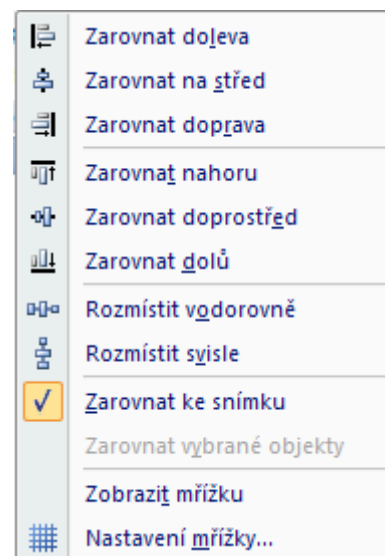 Zarovnat doleva
Zarovnat na střed
Zarovnat doprava
Zarovnat nahoru
Zarovnat doprostřed
Zarovnat dolů
Rozmístit vodorovně
Rozmístit svisle
Zarovnat ke snímku
Zarovnat vybrané objekty
Zobrazit mřížku
Nastavení mřížky...